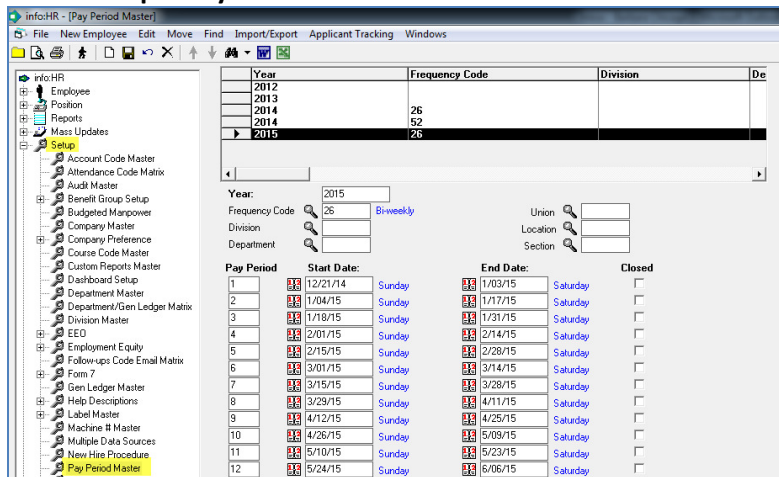 info:HR - [Pay Period Master]
File New Employee Edit Move Find Import/Export Applicant Tracking Windows
info:HR
Employee
Position
Reports
Mass Updates
Setup
Account Code Master
Attendance Code Matrix
Audit Master
Benefit Group Setup
Budgeted Manpower
Company Master
Company Preference
Course Code Master
Custom Reports Master
Dashboard Setup
Department Master
Department/Gen Ledger Matrix
Division Master
EEO
Employment Equity
Follow-ups Code Email Matrix
Form 7
Gen Ledger Master
Help Descriptions
Label Master
Machine # Master
Multiple Data Sources
New Hire Procedure
Pay Period Master
Year Frequency Code Division De
2012
2013
2014 26
2014 52
2015 26
Year: 2015
Frequency Code 26 Bi-weekly Union
Division Location
Department Section
Pay Period Start Date: End Date: Closed
1 12/21/14 Sunday 1/03/15 Saturday
2 1/04/15 Sunday 1/17/15 Saturday
3 1/18/15 Sunday 1/31/15 Saturday
4 2/01/15 Sunday 2/14/15 Saturday
5 2/15/15 Sunday 2/28/15 Saturday
6 3/01/15 Sunday 3/14/15 Saturday
7 3/15/15 Sunday 3/28/15 Saturday
8 3/29/15 Sunday 4/11/15 Saturday
9 4/12/15 Sunday 4/25/15 Saturday
10 4/26/15 Sunday 5/09/15 Saturday
11 5/10/15 Sunday 5/23/15 Saturday
12 5/24/15 Sunday 6/06/15 Saturday